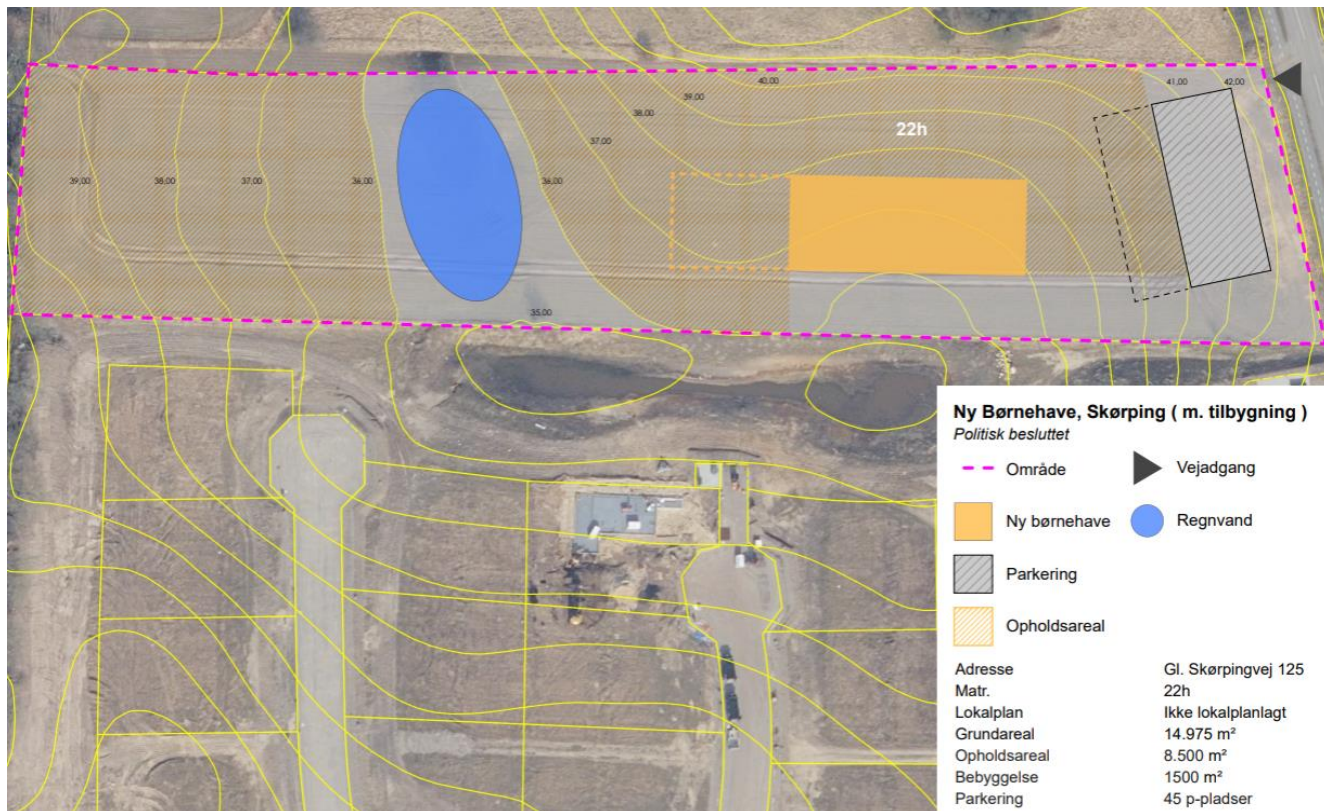 40,00
41,00
42,00
39,00
38,00
22h
37,00
39,00
38,00
37,00
36,00
36,00
35,00
Ny Børnehave, Skørping ( m. tilbygning )
Politisk besluttet
Område
Vejadgang
Ny børnehave
Regnvand
Parkering
Opholdsareal
Adresse Gl. Skørpingvej 125
Matr. 22h
Lokalplan Ikke lokalplanlagt
Grundareal 14.975 m²
Opholdsareal 8.500 m²
Bebyggelse 1500 m²
Parkering 45 p-pladser